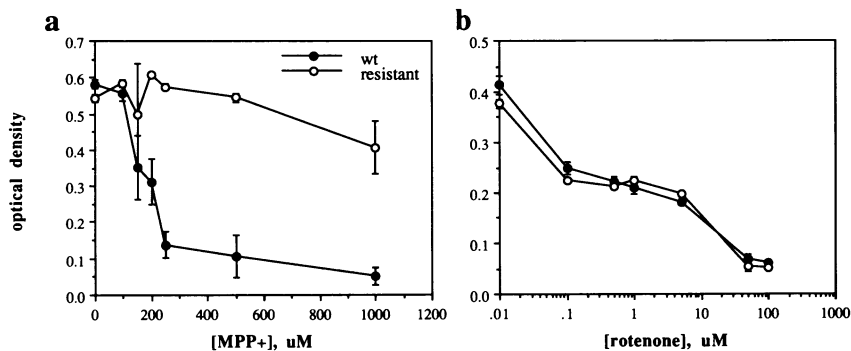 a
b
wt
resistant
optical density
0.7
0.6
0.5
0.4
0.3
0.2
0.1
0.0
0 200 400 600 800 1000 1200
[MPP+], uM
0.5
0.4
0.3
0.2
0.1
0.0
.01 .1 1 10 100 1000
[rotenone], uM